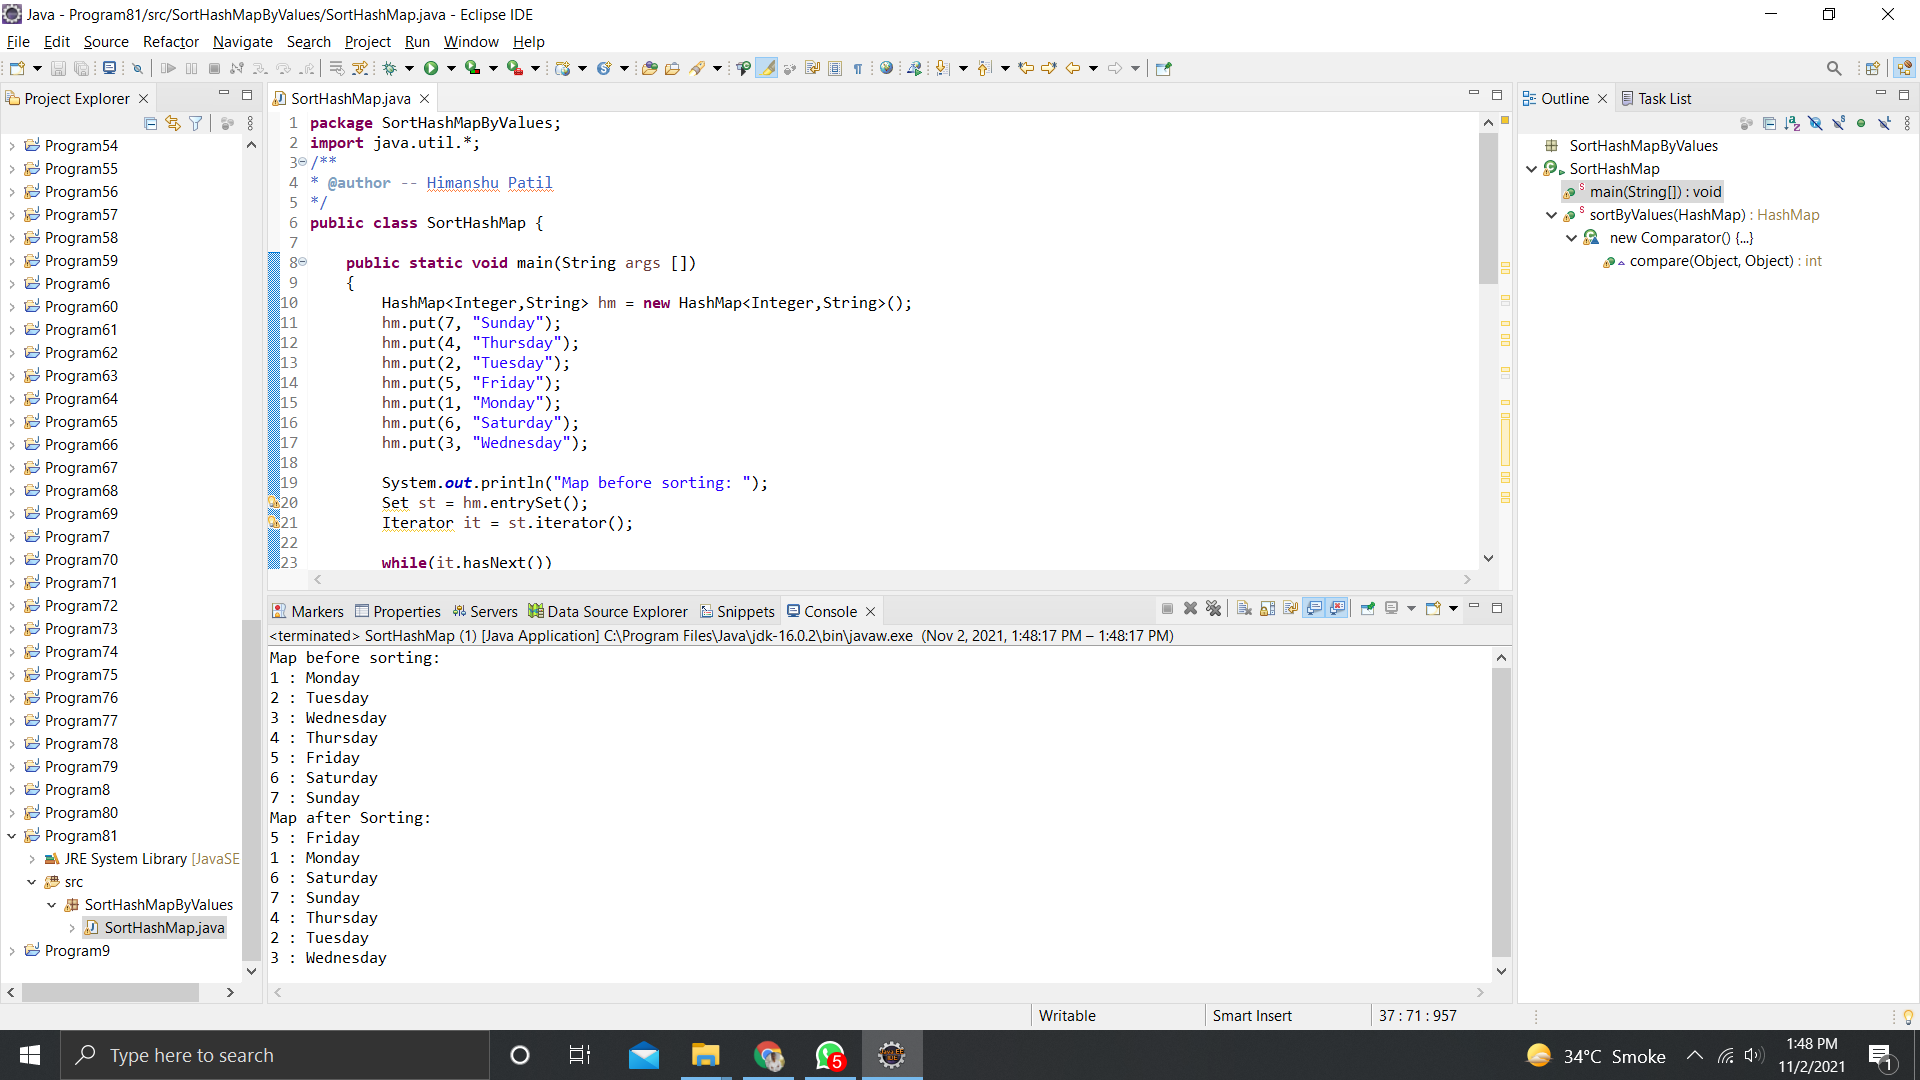 Java - Program81/src/SortHashMapByValues/SortHashMap.java - Eclipse IDE
File Edit Source Refactor Navigate Search Project Run Window Help
Project Explorer
Program54
Program55
Program56
Program57
Program58
Program59
Program6
Program60
Program61
Program62
Program63
Program64
Program65
Program66
Program67
Program68
Program69
Program7
Program70
Program71
Program72
Program73
Program74
Program75
Program76
Program77
Program78
Program79
Program8
Program80
Program81
JRE System Library [JavaSE
src
SortHashMapByValues
SortHashMap.java
Program9
SortHashMap.java
1 package SortHashMapByValues;
2 import java.util.*;
3 /**
4 * @author -- Himanshu Patil
5 */
6 public class SortHashMap {
7
8 public static void main(String args [])
9 {
10 HashMap<Integer,String> hm = new HashMap<Integer,String>();
11 hm.put(7, "Sunday");
12 hm.put(4, "Thursday");
13 hm.put(2, "Tuesday");
14 hm.put(5, "Friday");
15 hm.put(1, "Monday");
16 hm.put(6, "Saturday");
17 hm.put(3, "Wednesday");
18
19 System.out.println("Map before sorting: ");
20 Set st = hm.entrySet();
21 Iterator it = st.iterator();
22
23 while(it.hasNext())
Markers Properties Servers Data Source Explorer Snippets Console
<terminated> SortHashMap (1) [Java Application] C:\Program Files\Java\jdk-16.0.2\bin\javaw.exe (Nov 2, 2021, 1:48:17 PM – 1:48:17 PM)
Map before sorting:
1 : Monday
2 : Tuesday
3 : Wednesday
4 : Thursday
5 : Friday
6 : Saturday
7 : Sunday
Map after Sorting:
5 : Friday
1 : Monday
6 : Saturday
7 : Sunday
4 : Thursday
2 : Tuesday
3 : Wednesday
Outline Task List
SortHashMapByValues
SortHashMap
main(String[]) : void
sortByValues(HashMap) : HashMap
new Comparator() {...}
compare(Object, Object) : int
Writable Smart Insert 37 : 71 : 957
Type here to search
5
34°C Smoke
1:48 PM
11/2/2021
1